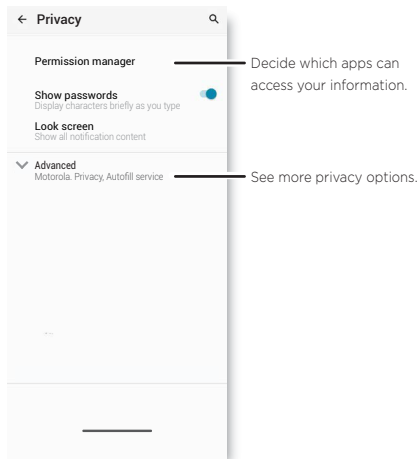 Privacy
Permission manager
Decide which apps can
access your information.
Show passwords
Display characters briefly as you type
Look screen
Show all notification content
Advanced
Motorola. Privacy, Autofill service
See more privacy options.